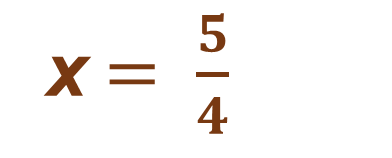 x = 5/4